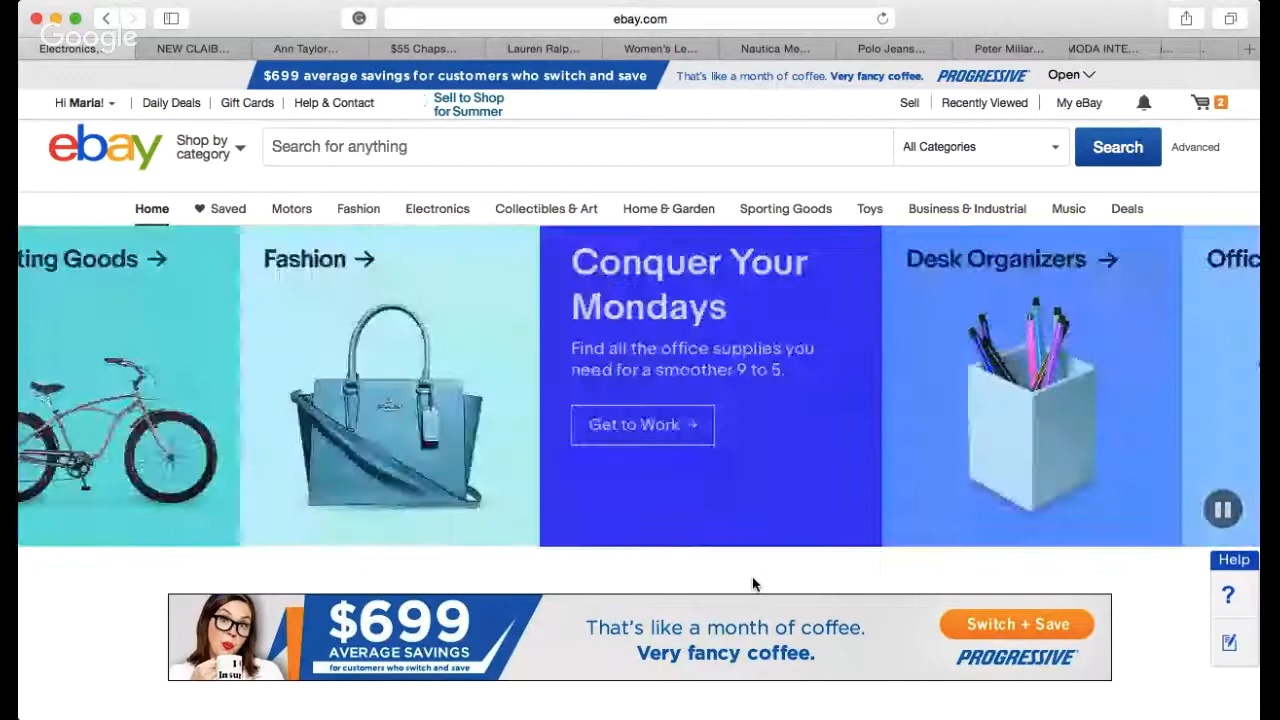 ebay.com
Google
Electronics,
NEW CLAIB...
Ann Taylor...
$55 Chaps...
Lauren Ralp...
Women's Le...
Nautica Me...
Polo Jeans...
Peter Millar...
MODA INTE...
$699 average savings for customers who switch and save
That's like a month of coffee. Very fancy coffee.
PROGRESSIVE
Open
Hi Maria!
Daily Deals
Gift Cards
Help & Contact
Sell to Shop
for Summer
Sell
Recently Viewed
My eBay
2
ebay
Shop by
category
Search for anything
All Categories
Search
Advanced
Home
Saved
Motors
Fashion
Electronics
Collectibles & Art
Home & Garden
Sporting Goods
Toys
Business & Industrial
Music
Deals
ting Goods →
Fashion →
Conquer Your
Mondays
Find all the office supplies you
need for a smoother 9 to 5.
Get to Work →
Desk Organizers →
Offic
Help
?
$699
AVERAGE SAVINGS
for customers who switch and save
That's like a month of coffee.
Very fancy coffee.
Switch + Save
PROGRESSIVE